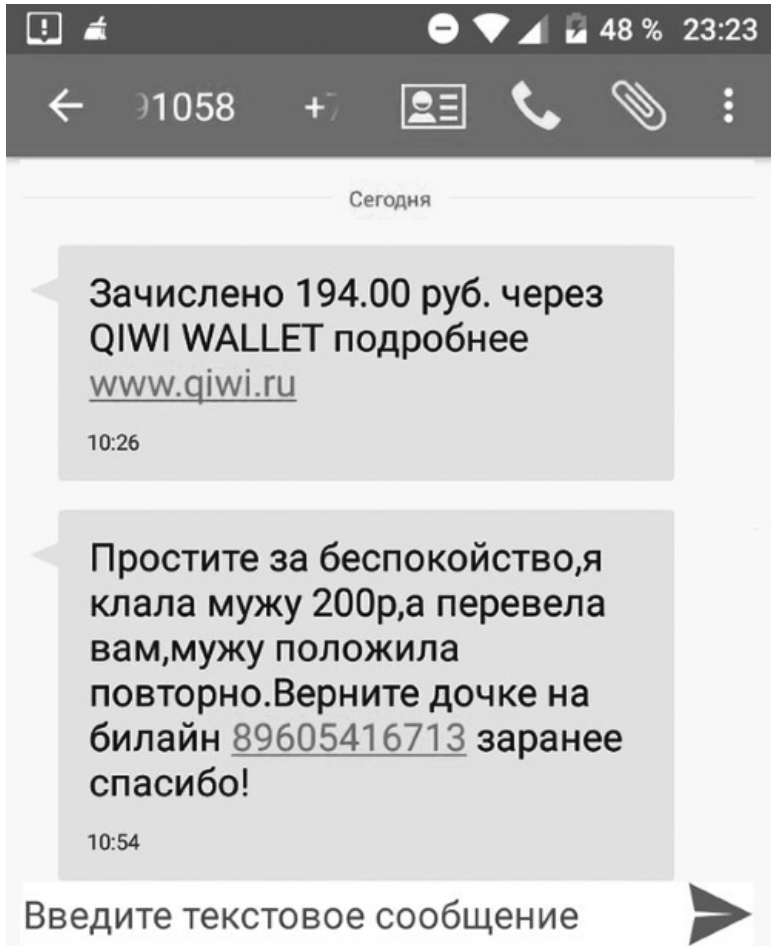 48 % 23:23
91058 +7
Сегодня
Зачислено 194.00 руб. через
QIWI WALLET подробнее
www.qiwi.ru
10:26
Простите за беспокойство,я
клала мужу 200р,а перевела
вам,мужу положила
повторно.Верните дочке на
билайн 89605416713 заранее
спасибо!
10:54
Введите текстовое сообщение